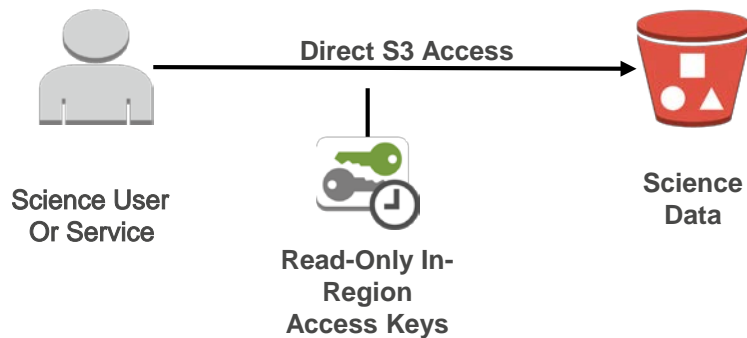 Direct S3 Access
Science User
Or Service
Read-Only In-
Region
Access Keys
Science
Data